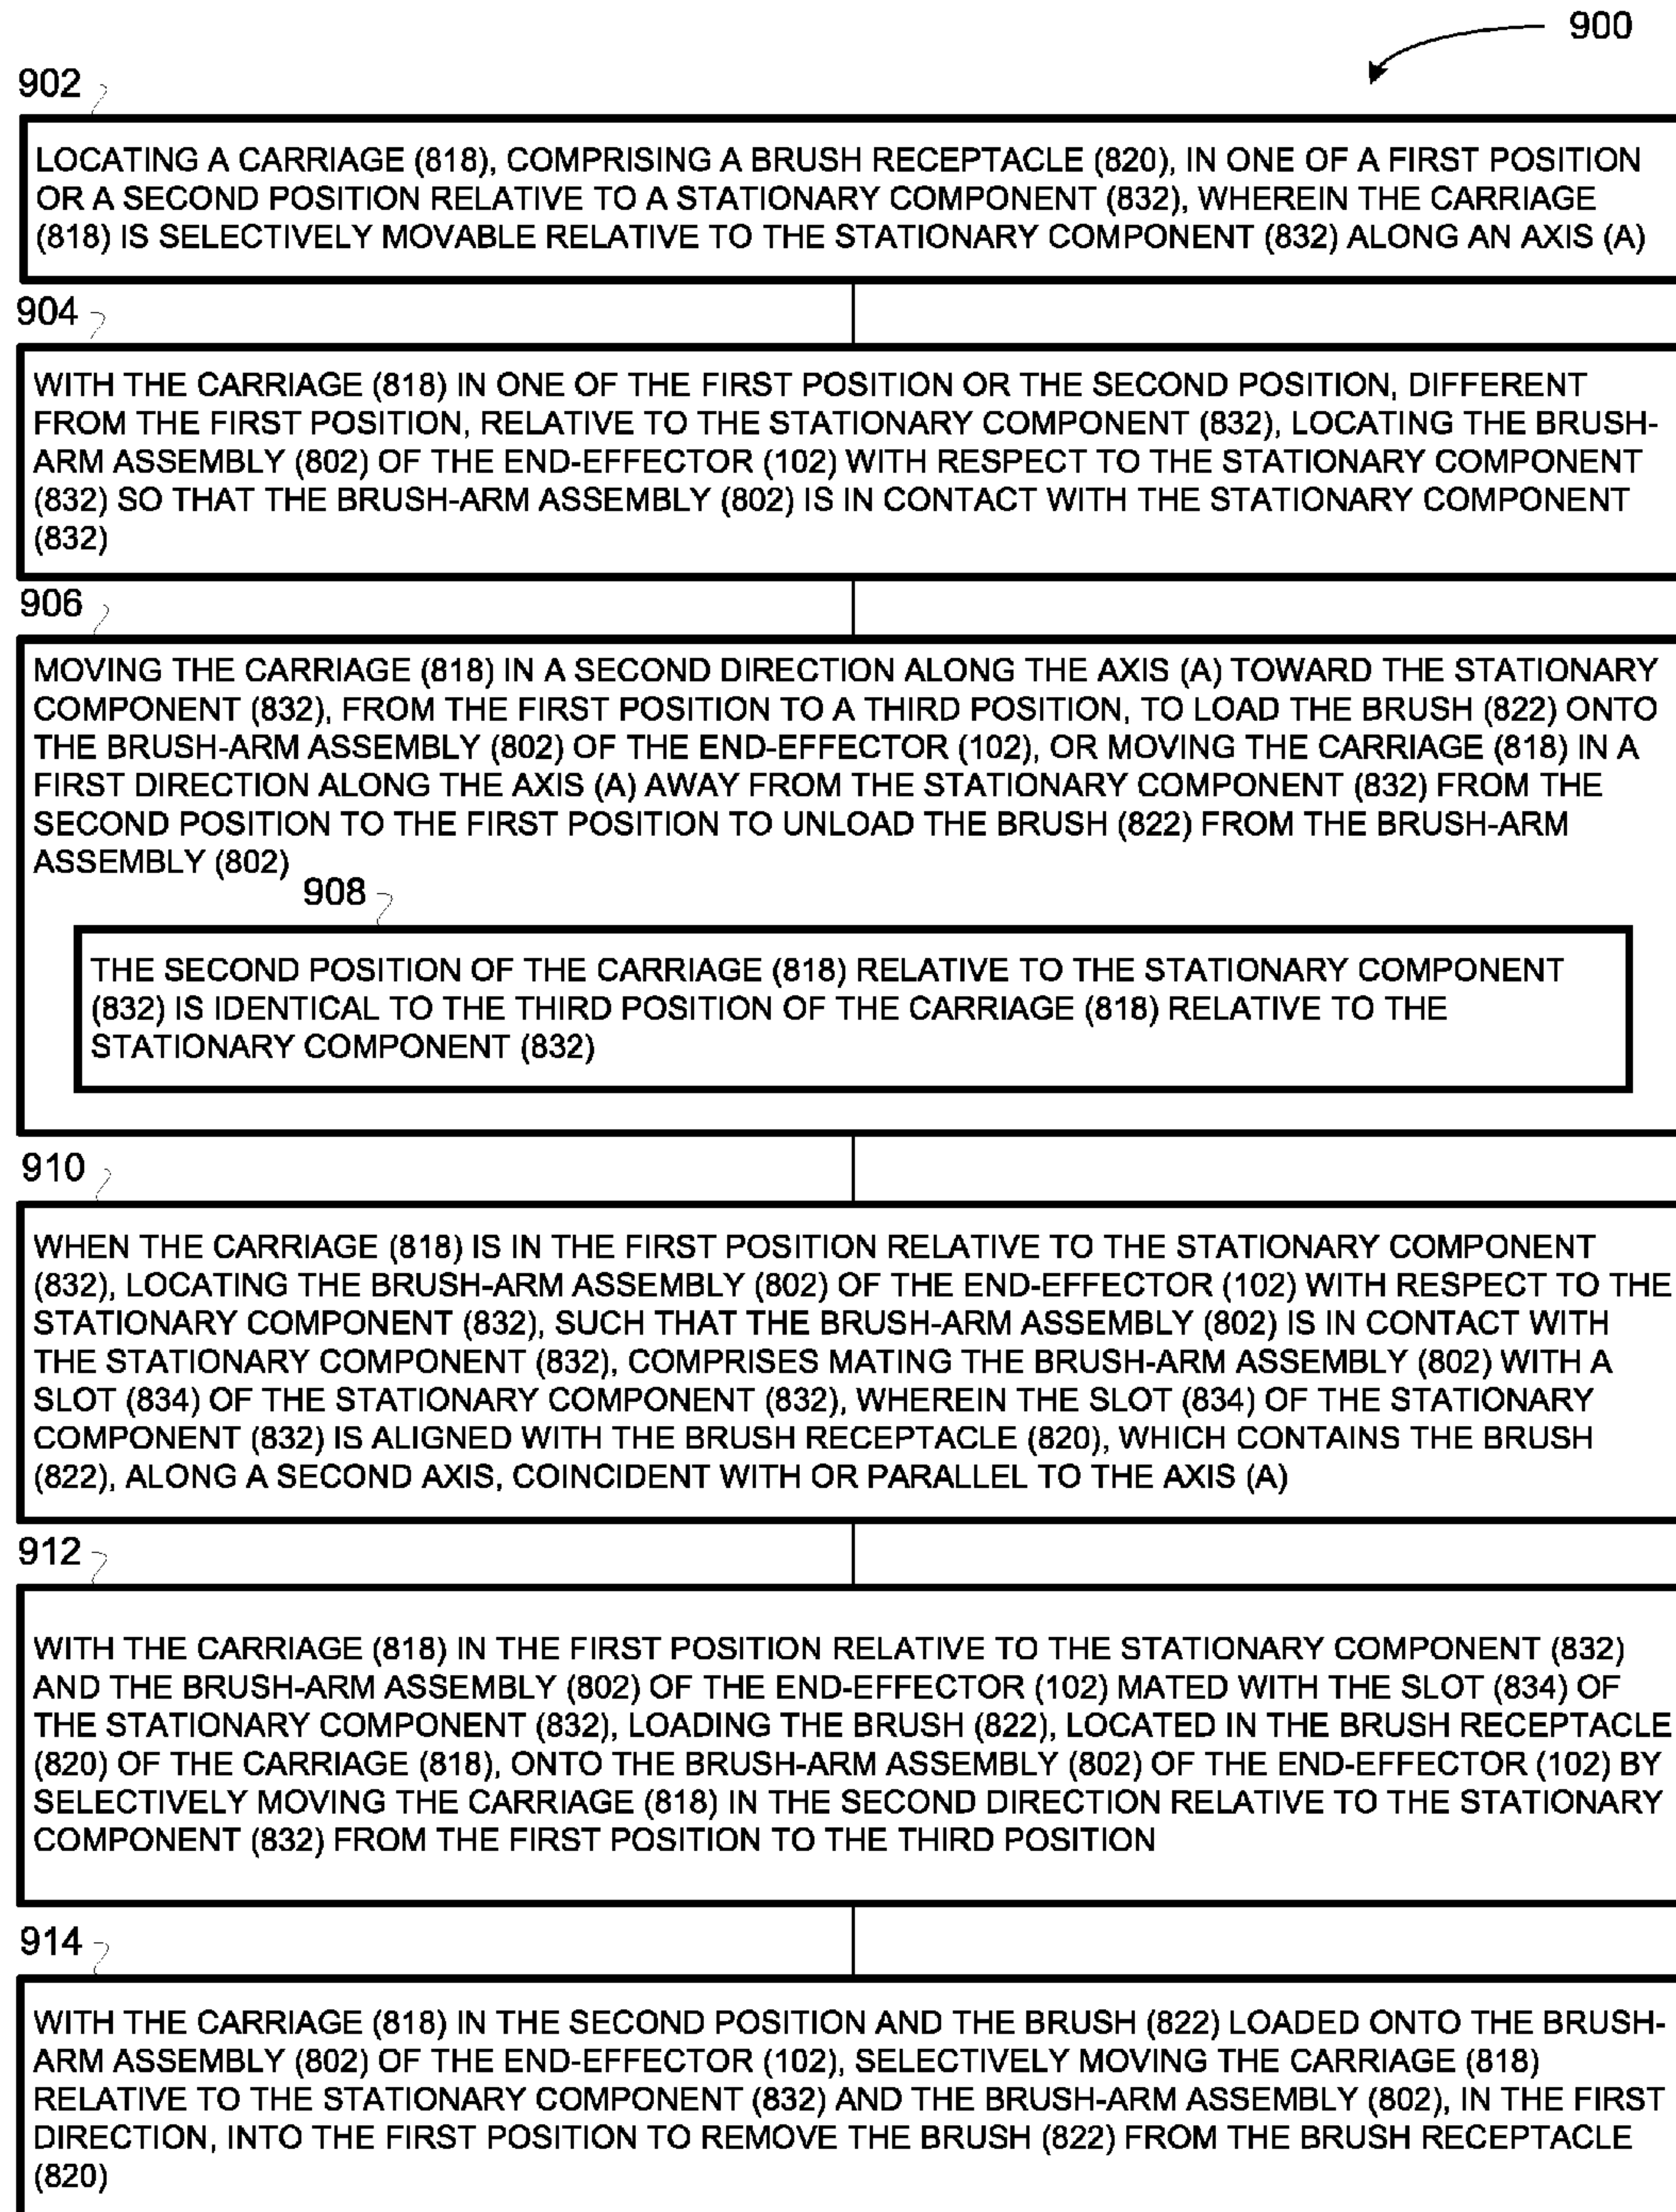 900
902
LOCATING A CARRIAGE (818), COMPRISING A BRUSH RECEPTACLE (820), IN ONE OF A FIRST POSITION
OR A SECOND POSITION RELATIVE TO A STATIONARY COMPONENT (832), WHEREIN THE CARRIAGE
(818) IS SELECTIVELY MOVABLE RELATIVE TO THE STATIONARY COMPONENT (832) ALONG AN AXIS (A)
904
WITH THE CARRIAGE (818) IN ONE OF THE FIRST POSITION OR THE SECOND POSITION, DIFFERENT
FROM THE FIRST POSITION, RELATIVE TO THE STATIONARY COMPONENT (832), LOCATING THE BRUSH-
ARM ASSEMBLY (802) OF THE END-EFFECTOR (102) WITH RESPECT TO THE STATIONARY COMPONENT
(832) SO THAT THE BRUSH-ARM ASSEMBLY (802) IS IN CONTACT WITH THE STATIONARY COMPONENT
(832)
906
MOVING THE CARRIAGE (818) IN A SECOND DIRECTION ALONG THE AXIS (A) TOWARD THE STATIONARY
COMPONENT (832), FROM THE FIRST POSITION TO A THIRD POSITION, TO LOAD THE BRUSH (822) ONTO
THE BRUSH-ARM ASSEMBLY (802) OF THE END-EFFECTOR (102), OR MOVING THE CARRIAGE (818) IN A
FIRST DIRECTION ALONG THE AXIS (A) AWAY FROM THE STATIONARY COMPONENT (832) FROM THE
SECOND POSITION TO THE FIRST POSITION TO UNLOAD THE BRUSH (822) FROM THE BRUSH-ARM
ASSEMBLY (802)
908
THE SECOND POSITION OF THE CARRIAGE (818) RELATIVE TO THE STATIONARY COMPONENT
(832) IS IDENTICAL TO THE THIRD POSITION OF THE CARRIAGE (818) RELATIVE TO THE
STATIONARY COMPONENT (832)
910
WHEN THE CARRIAGE (818) IS IN THE FIRST POSITION RELATIVE TO THE STATIONARY COMPONENT
(832), LOCATING THE BRUSH-ARM ASSEMBLY (802) OF THE END-EFFECTOR (102) WITH RESPECT TO THE
STATIONARY COMPONENT (832), SUCH THAT THE BRUSH-ARM ASSEMBLY (802) IS IN CONTACT WITH
THE STATIONARY COMPONENT (832), COMPRISES MATING THE BRUSH-ARM ASSEMBLY (802) WITH A
SLOT (834) OF THE STATIONARY COMPONENT (832), WHEREIN THE SLOT (834) OF THE STATIONARY
COMPONENT (832) IS ALIGNED WITH THE BRUSH RECEPTACLE (820), WHICH CONTAINS THE BRUSH
(822), ALONG A SECOND AXIS, COINCIDENT WITH OR PARALLEL TO THE AXIS (A)
912
WITH THE CARRIAGE (818) IN THE FIRST POSITION RELATIVE TO THE STATIONARY COMPONENT (832)
AND THE BRUSH-ARM ASSEMBLY (802) OF THE END-EFFECTOR (102) MATED WITH THE SLOT (834) OF
THE STATIONARY COMPONENT (832), LOADING THE BRUSH (822), LOCATED IN THE BRUSH RECEPTACLE
(820) OF THE CARRIAGE (818), ONTO THE BRUSH-ARM ASSEMBLY (802) OF THE END-EFFECTOR (102) BY
SELECTIVELY MOVING THE CARRIAGE (818) IN THE SECOND DIRECTION RELATIVE TO THE STATIONARY
COMPONENT (832) FROM THE FIRST POSITION TO THE THIRD POSITION
914
WITH THE CARRIAGE (818) IN THE SECOND POSITION AND THE BRUSH (822) LOADED ONTO THE BRUSH-
ARM ASSEMBLY (802) OF THE END-EFFECTOR (102), SELECTIVELY MOVING THE CARRIAGE (818)
RELATIVE TO THE STATIONARY COMPONENT (832) AND THE BRUSH-ARM ASSEMBLY (802), IN THE FIRST
DIRECTION, INTO THE FIRST POSITION TO REMOVE THE BRUSH (822) FROM THE BRUSH RECEPTACLE
(820)